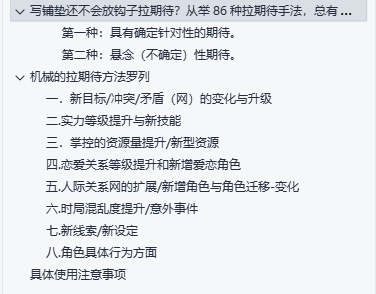 写铺垫还不会放钩子拉期待？从举 86 种拉期待手法，总有 ...
第一种：具有确定针对性的期待。
第二种：悬念（不确定）性期待。
机械的拉期待方法罗列
一．新目标/冲突/矛盾（网）的变化与升级
二.实力等级提升与新技能
三．掌控的资源量提升/新型资源
四.恋爱关系等级提升和新增爱恋角色
五.人际关系网的扩展/新增角色与角色迁移-变化
六.时局混乱度提升/意外事件
七.新线索/新设定
八.角色具体行为方面
具体使用注意事项